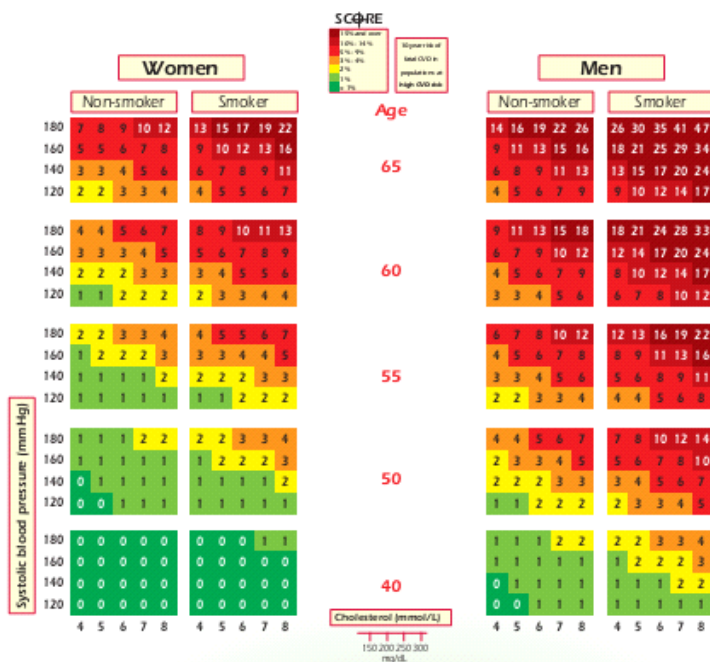 SCORE
15% and over
10% - 14%
5% - 9%
3% - 4%
2%
1%
< 1%
10-year risk of
fatal CVD in
populations at
high CVD risk
Women
Men
Non-smoker Smoker Age Non-smoker Smoker
180 7 8 9 10 12 13 15 17 19 22 14 16 19 22 26 26 30 35 41 47
160 5 5 6 7 8 9 10 12 13 16 9 11 13 15 16 18 21 25 29 34
140 3 3 4 5 6 6 7 8 9 11 65 6 8 9 11 13 13 15 17 20 24
120 2 2 3 3 4 4 5 5 6 7 4 5 6 7 9 9 10 12 14 17
180 4 4 5 6 7 8 9 10 11 13 9 11 13 15 18 18 21 24 28 33
160 3 3 3 4 5 5 6 7 8 9 60 6 7 9 10 12 12 14 17 20 24
140 2 2 2 3 3 3 4 5 5 6 4 5 6 7 9 8 10 12 14 17
120 1 1 2 2 2 2 3 3 4 4 3 3 4 5 6 6 7 8 10 12
180 2 2 3 3 4 4 5 5 6 7 6 7 8 10 12 12 13 16 19 22
160 1 2 2 2 3 3 3 4 4 5 4 5 6 7 8 8 9 11 13 16
140 1 1 1 1 2 2 2 2 3 3 55 3 3 4 5 6 5 6 8 9 11
120 1 1 1 1 1 1 1 2 2 2 2 2 3 3 4 4 4 5 6 8
180 1 1 1 2 2 2 2 3 3 4 4 4 5 6 7 7 8 10 12 14
160 1 1 1 1 1 1 2 2 2 3 2 3 3 4 5 5 6 7 8 10
140 0 1 1 1 1 1 1 1 1 2 50 2 2 2 3 3 3 4 5 6 7
120 0 0 1 1 1 1 1 1 1 1 1 1 2 2 2 2 3 3 4 5
180 0 0 0 0 0 0 0 0 1 1 1 1 1 2 2 2 2 3 3 4
160 0 0 0 0 0 0 0 0 0 0 1 1 1 1 1 1 2 2 2 3
140 0 0 0 0 0 0 0 0 0 0 40 0 1 1 1 1 1 1 1 2 2
120 0 0 0 0 0 0 0 0 0 0 0 0 1 1 1 1 1 1 1 1
4 5 6 7 8 4 5 6 7 8 4 5 6 7 8 4 5 6 7 8
Systolic blood pressure (mmHg)
Cholesterol (mmol/L)
150 200 250 300
mg/dL